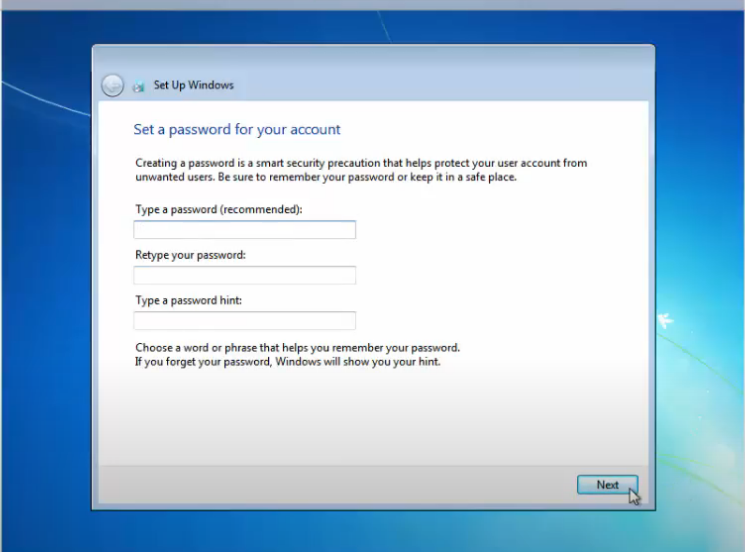 Set Up Windows
Set a password for your account
Creating a password is a smart security precaution that helps protect your user account from
unwanted users. Be sure to remember your password or keep it in a safe place.
Type a password (recommended):
Retype your password:
Type a password hint:
Choose a word or phrase that helps you remember your password.
If you forget your password, Windows will show you your hint.
Next